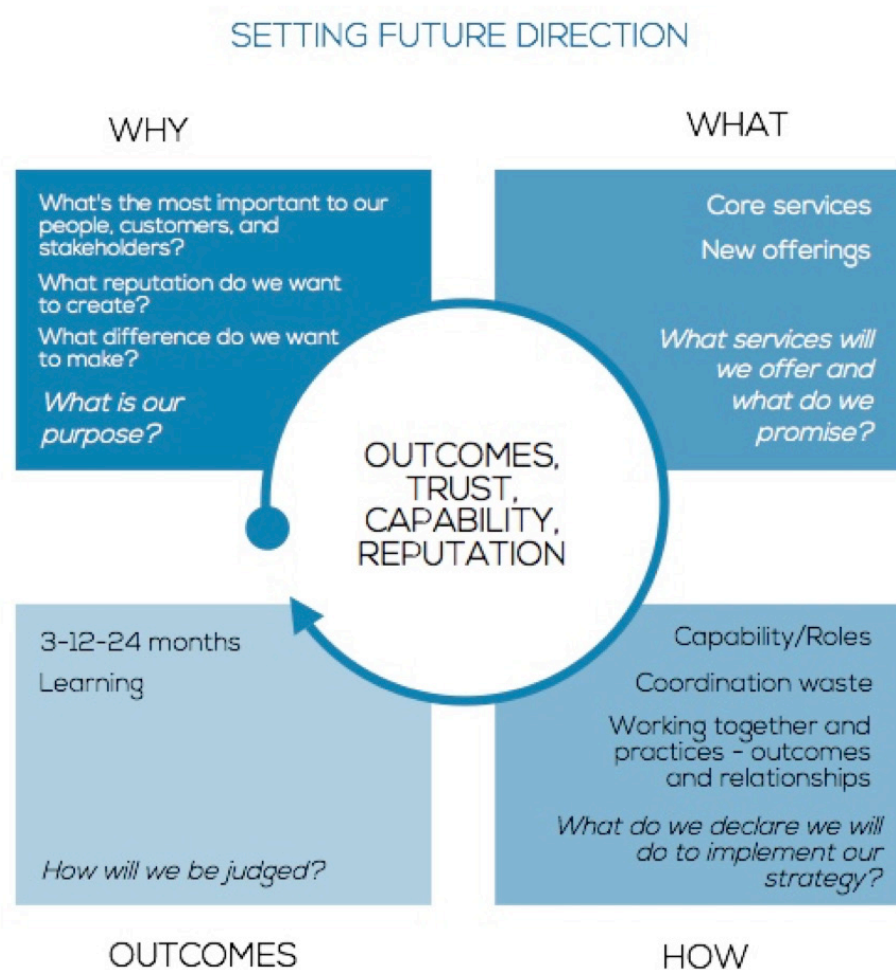 SETTING FUTURE DIRECTION
WHY
What's the most important to our
people, customers, and
stakeholders?
What reputation do we want
to create?
What difference do we want
to make?
What is our
purpose?
WHAT
Core services
New offerings
What services will
we offer and
what do we
promise?
OUTCOMES,
TRUST,
CAPABILITY,
REPUTATION
3-12-24 months
Learning
How will we be judged?
OUTCOMES
Capability/Roles
Coordination waste
Working together and
practices - outcomes
and relationships
What do we declare we will
do to implement our
strategy?
HOW